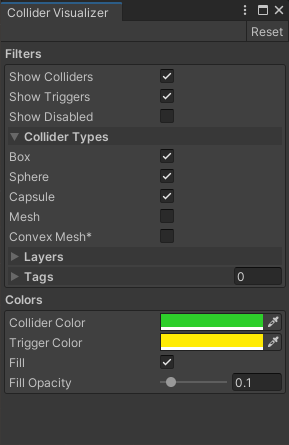 Collider Visualizer
Reset
Filters
Show Colliders
Show Triggers
Show Disabled
Collider Types
Box
Sphere
Capsule
Mesh
Convex Mesh*
Layers
Tags 0
Colors
Collider Color
Trigger Color
Fill
Fill Opacity 0.1